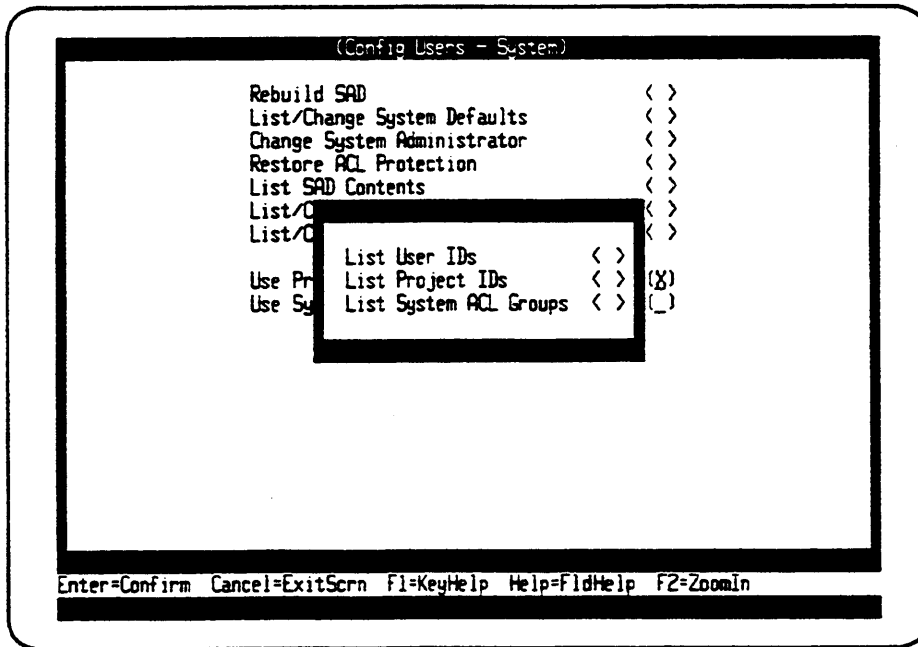 (Config Users - System)
Rebuild SAD < >
List/Change System Defaults < >
Change System Administrator < >
Restore ACL Protection < >
List SAD Contents < >
List/C < >
List/C < >
List User IDs < >
Use Pr List Project IDs < > (X)
Use Sy List System ACL Groups < > (_)
Enter=Confirm Cancel=ExitScrn F1=KeyHelp Help=FldHelp F2=ZoomIn